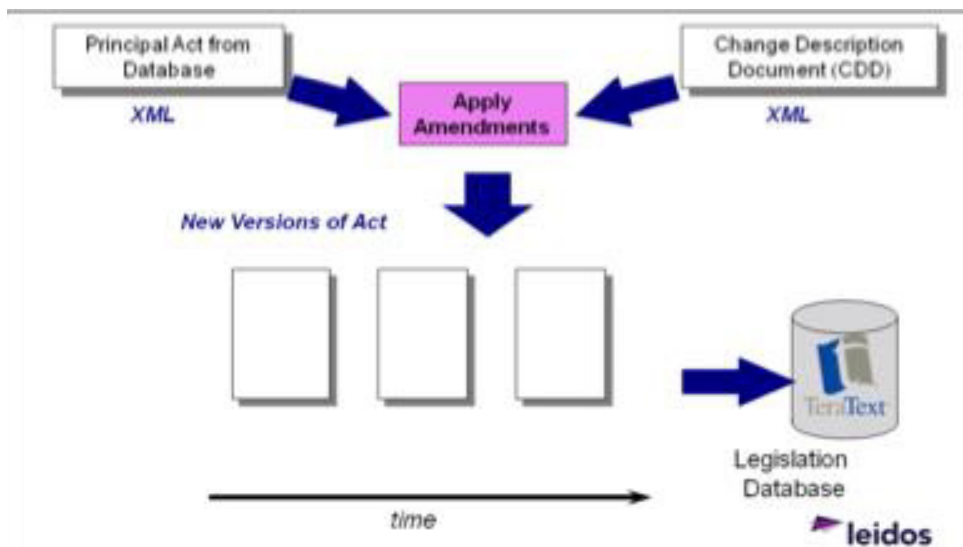 Principal Act from
Database
Change Description
Document (CDD)
XML
Apply
Amendments
XML
New Versions of Act
TeraText
Legislation
Database
time
leidos